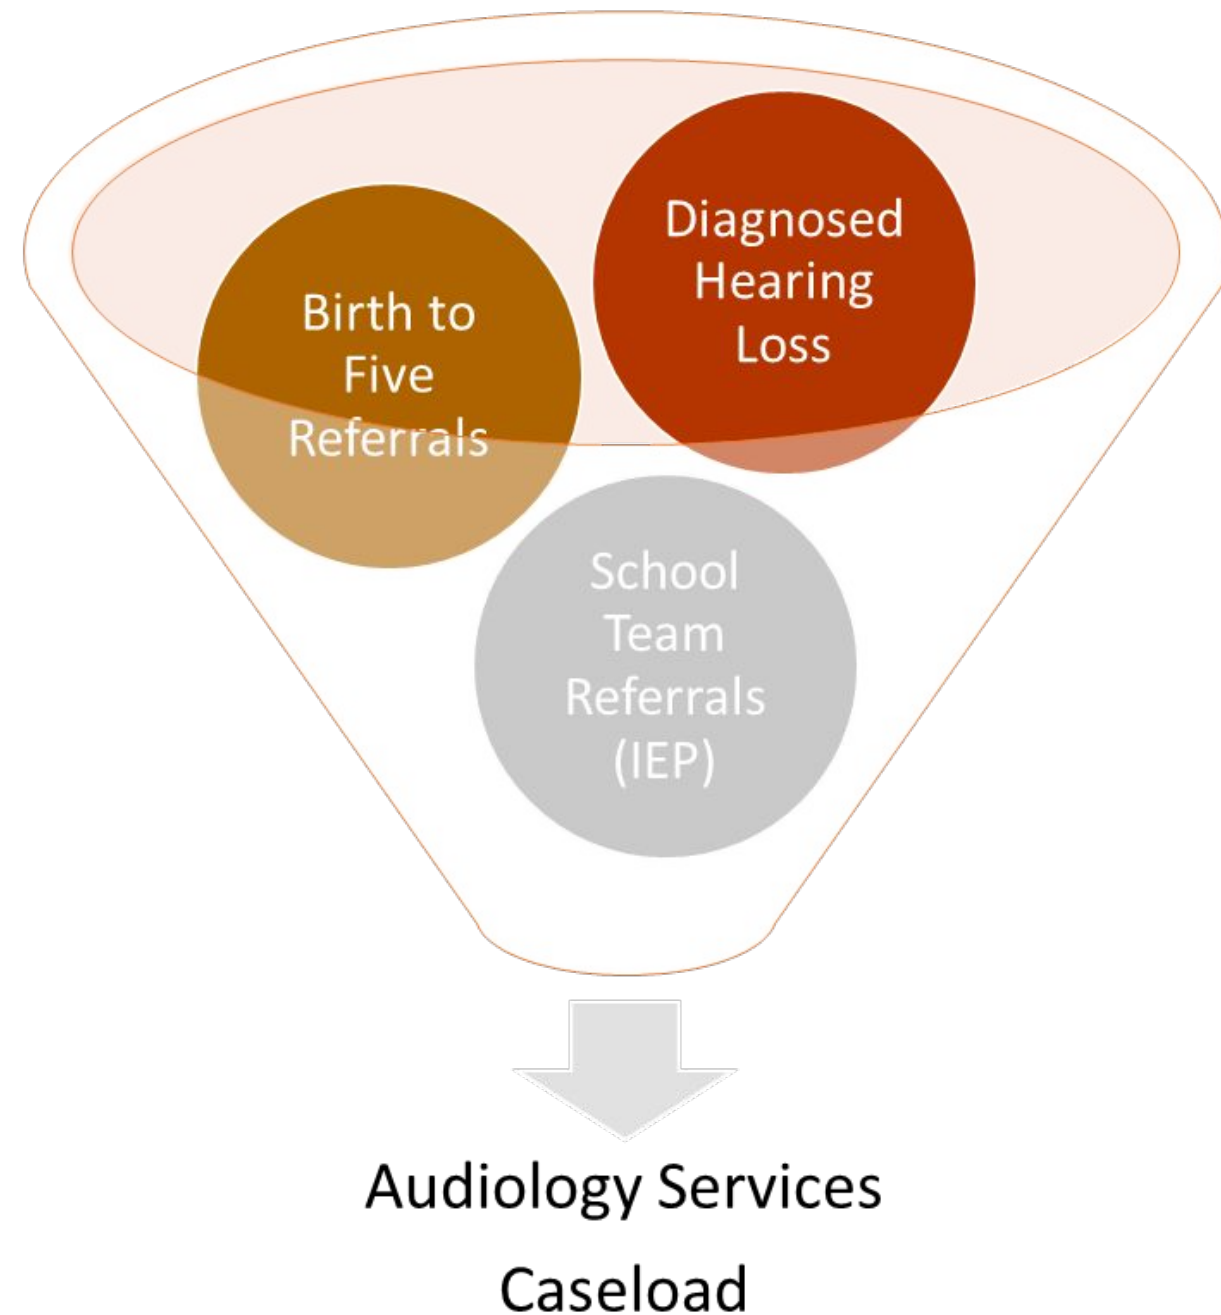 Birth to
Five
Referrals
Diagnosed
Hearing
Loss
School
Team
Referrals
(IEP)
Audiology Services
Caseload